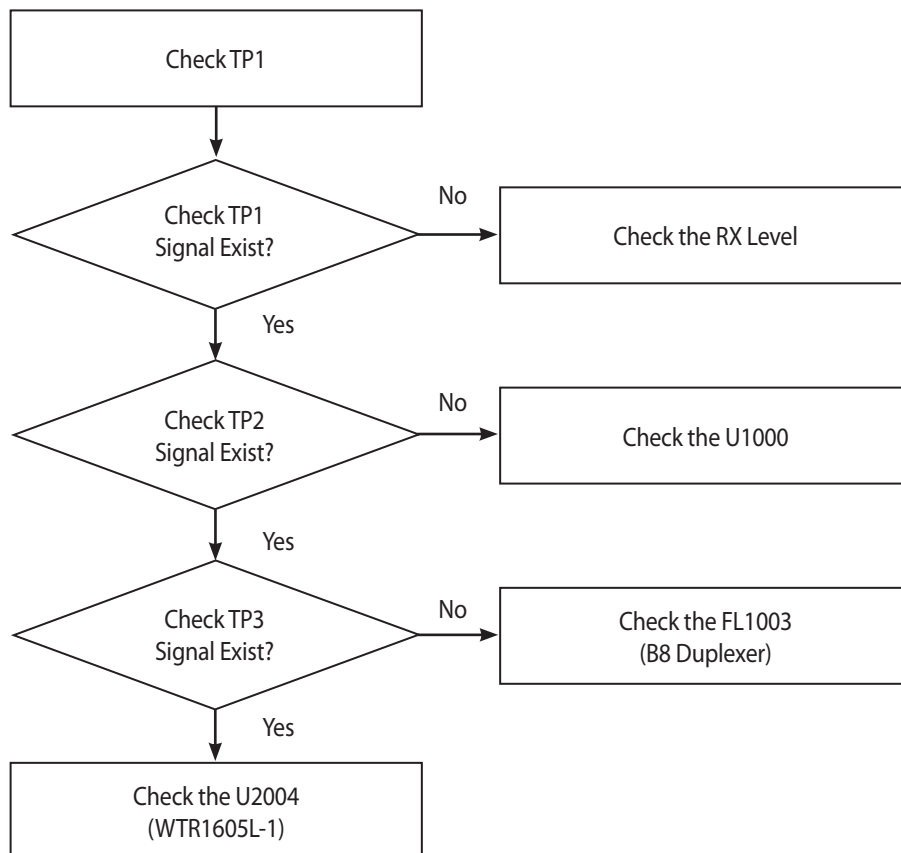 Check TP1
Check TP1
Signal Exist?
No
Check the RX Level
Yes
Check TP2
Signal Exist?
No
Check the U1000
Yes
Check TP3
Signal Exist?
No
Check the FL1003
(B8 Duplexer)
Yes
Check the U2004
(WTR1605L-1)